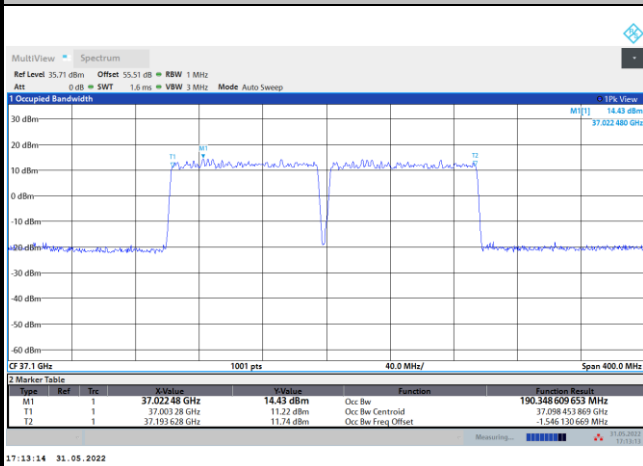 MultiView Spectrum
Ref Level 35.71 dBm Offset 55.51 dB RBW 1 MHz
Att 0 dB SWT 1.6 ms VBW 3 MHz Mode Auto Sweep
1 Occupied Bandwidth 1Pk View
M1[1] 14.43 dBm
37.022 480 GHz
30 dBm
20 dBm
M1
T1 T2
10 dBm
0 dBm
-10 dBm
-20 dBm
-30 dBm
-40 dBm
-50 dBm
-60 dBm
CF 37.1 GHz 1001 pts 40.0 MHz/ Span 400.0 MHz
2 Marker Table
Type Ref Trc X-Value Y-Value Function Function Result
M1 1 37.022 48 GHz 14.43 dBm Occ Bw 190.348 609 653 MHz
T1 1 37.003 28 GHz 11.22 dBm Occ Bw Centroid 37.098 453 869 GHz
T2 1 37.193 628 GHz 11.74 dBm Occ Bw Freq Offset -1.546 130 669 MHz
Measuring... 31.05.2022
17:13:13
17:13:14 31.05.2022